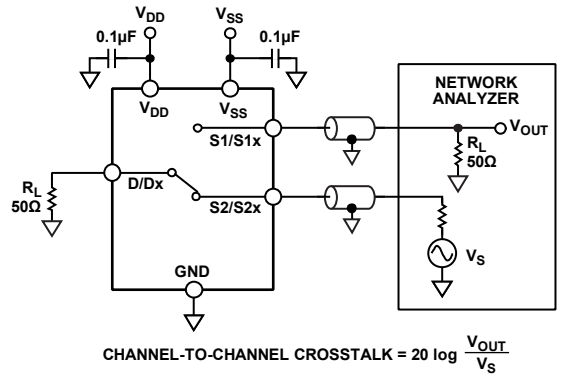 VDD
VSS
0.1µF
0.1µF
VDD
VSS
NETWORK
ANALYZER
S1/S1x
VOUT
RL
50Ω
D/Dx
RL
50Ω
S2/S2x
VS
GND
CHANNEL-TO-CHANNEL CROSSTALK = 20 log VOUT
VS